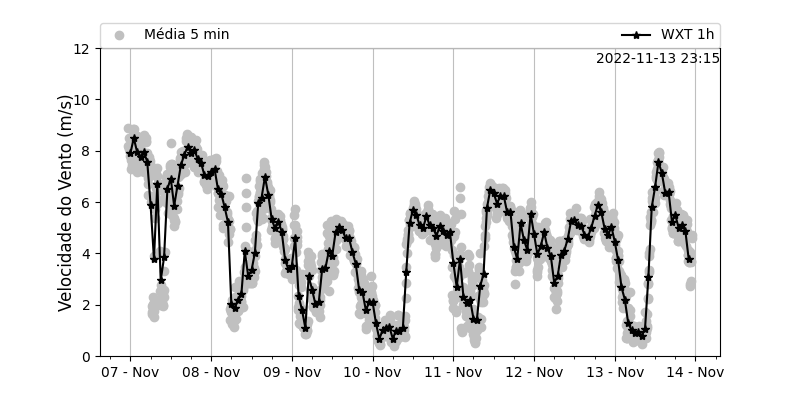 Média 5 min
WXT 1h
2022-11-13 23:15
Velocidade do Vento (m/s)
12
10
8
6
4
2
0
07 - Nov
08 - Nov
09 - Nov
10 - Nov
11 - Nov
12 - Nov
13 - Nov
14 - Nov